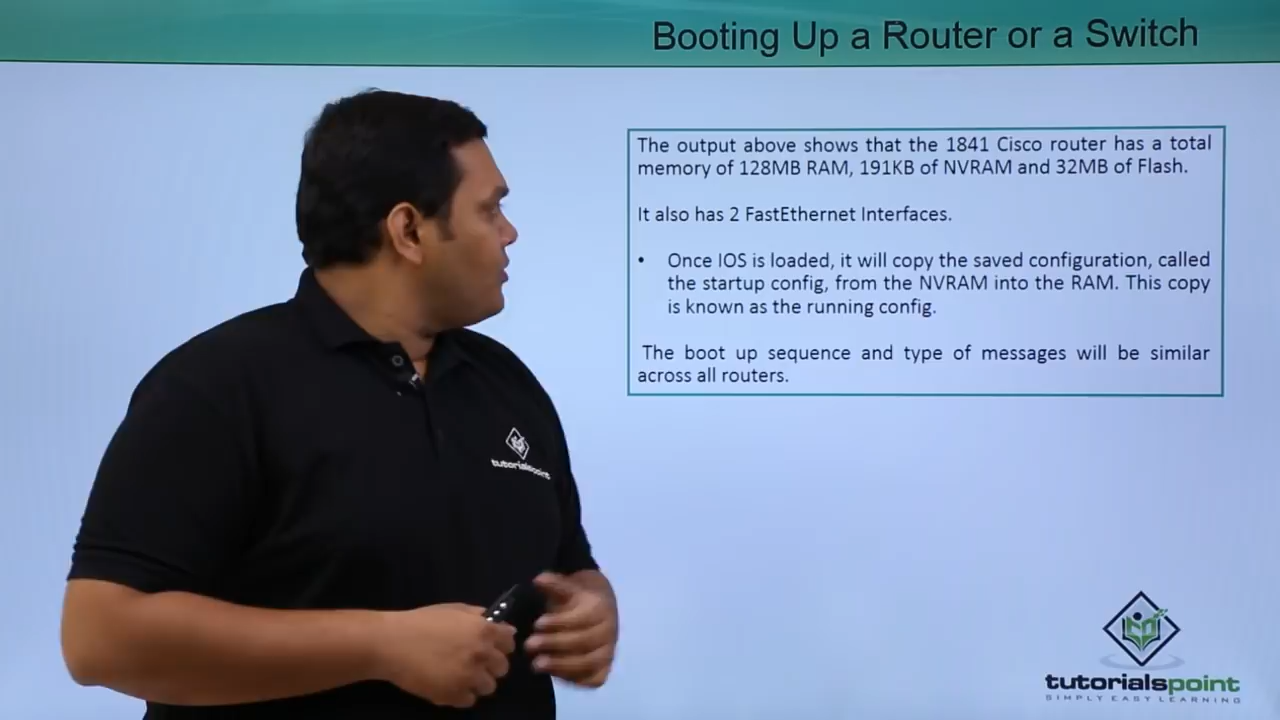 Booting Up a Router or a Switch
The output above shows that the 1841 Cisco router has a total
memory of 128MB RAM, 191KB of NVRAM and 32MB of Flash.
It also has 2 FastEthernet Interfaces.
• Once IOS is loaded, it will copy the saved configuration, called
the startup config, from the NVRAM into the RAM. This copy
is known as the running config.
The boot up sequence and type of messages will be similar
across all routers.
tutorialspoint
tutorialspoint
SIMPLY EASY LEARNING